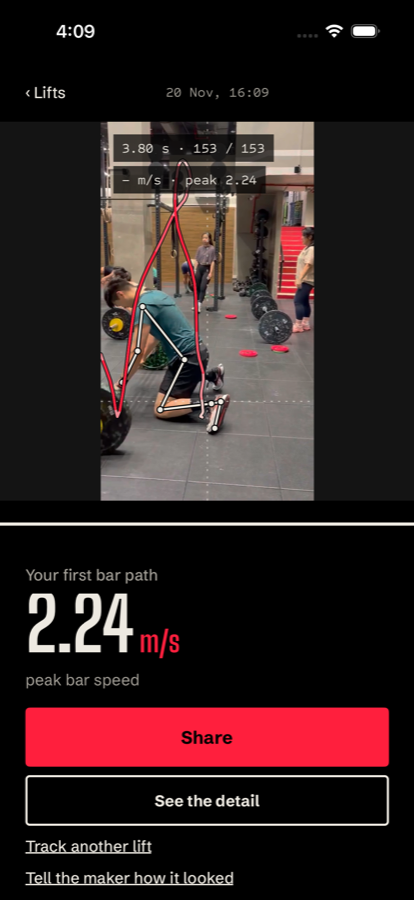 4:09
‹ Lifts
20 Nov, 16:09
3.80 s · 153 / 153
– m/s · peak 2.24
Your first bar path
2.24 m/s
peak bar speed
Share
See the detail
Track another lift
Tell the maker how it looked